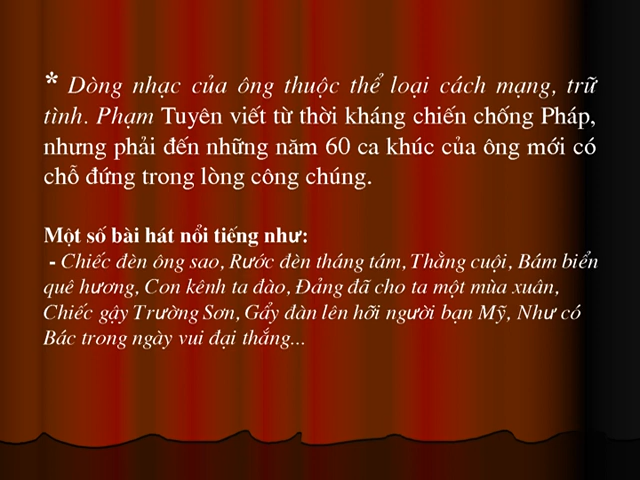 * Dòng nhạc của ông thuộc thể loại cách mạng, trữ
tình. Phạm Tuyên viết từ thời kháng chiến chống Pháp,
nhưng phải đến những năm 60 ca khúc của ông mới có
chỗ đứng trong lòng công chúng.
Một số bài hát nổi tiếng như:
- Chiếc đèn ông sao, Rước đèn tháng tám, Thằng cuội, Bám biển
quê hương, Con kênh ta đào, Đảng đã cho ta một mùa xuân,
Chiếc gậy Trường Sơn, Gẩy đàn lên hỡi người bạn Mỹ, Như có
Bác trong ngày vui đại thắng...